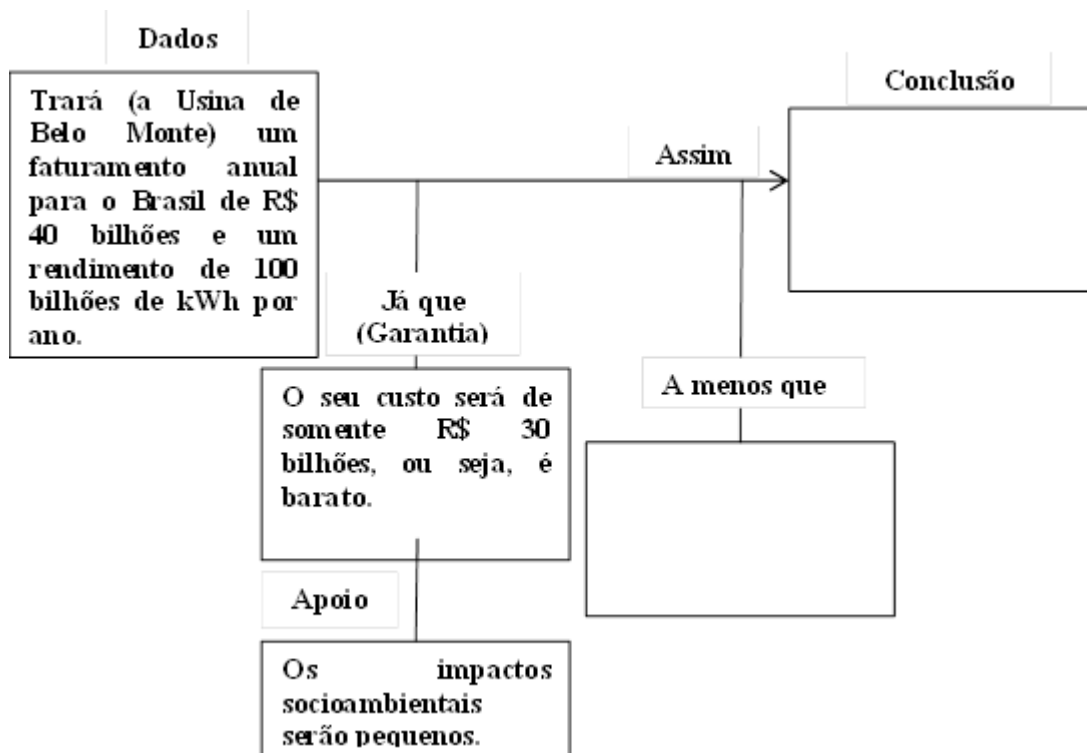 Dados
Trará (a Usina de
Belo Monte) um
faturamento anual
para o Brasil de R$
40 bilhões e um
rendimento de 100
bilhões de kWh por
ano.
Conclusão
Assim
Já que
(Garantia)
O seu custo será de
somente R$ 30
bilhões, ou seja, é
barato.
A menos que
Apoio
Os impactos
socioambientais
serão pequenos.